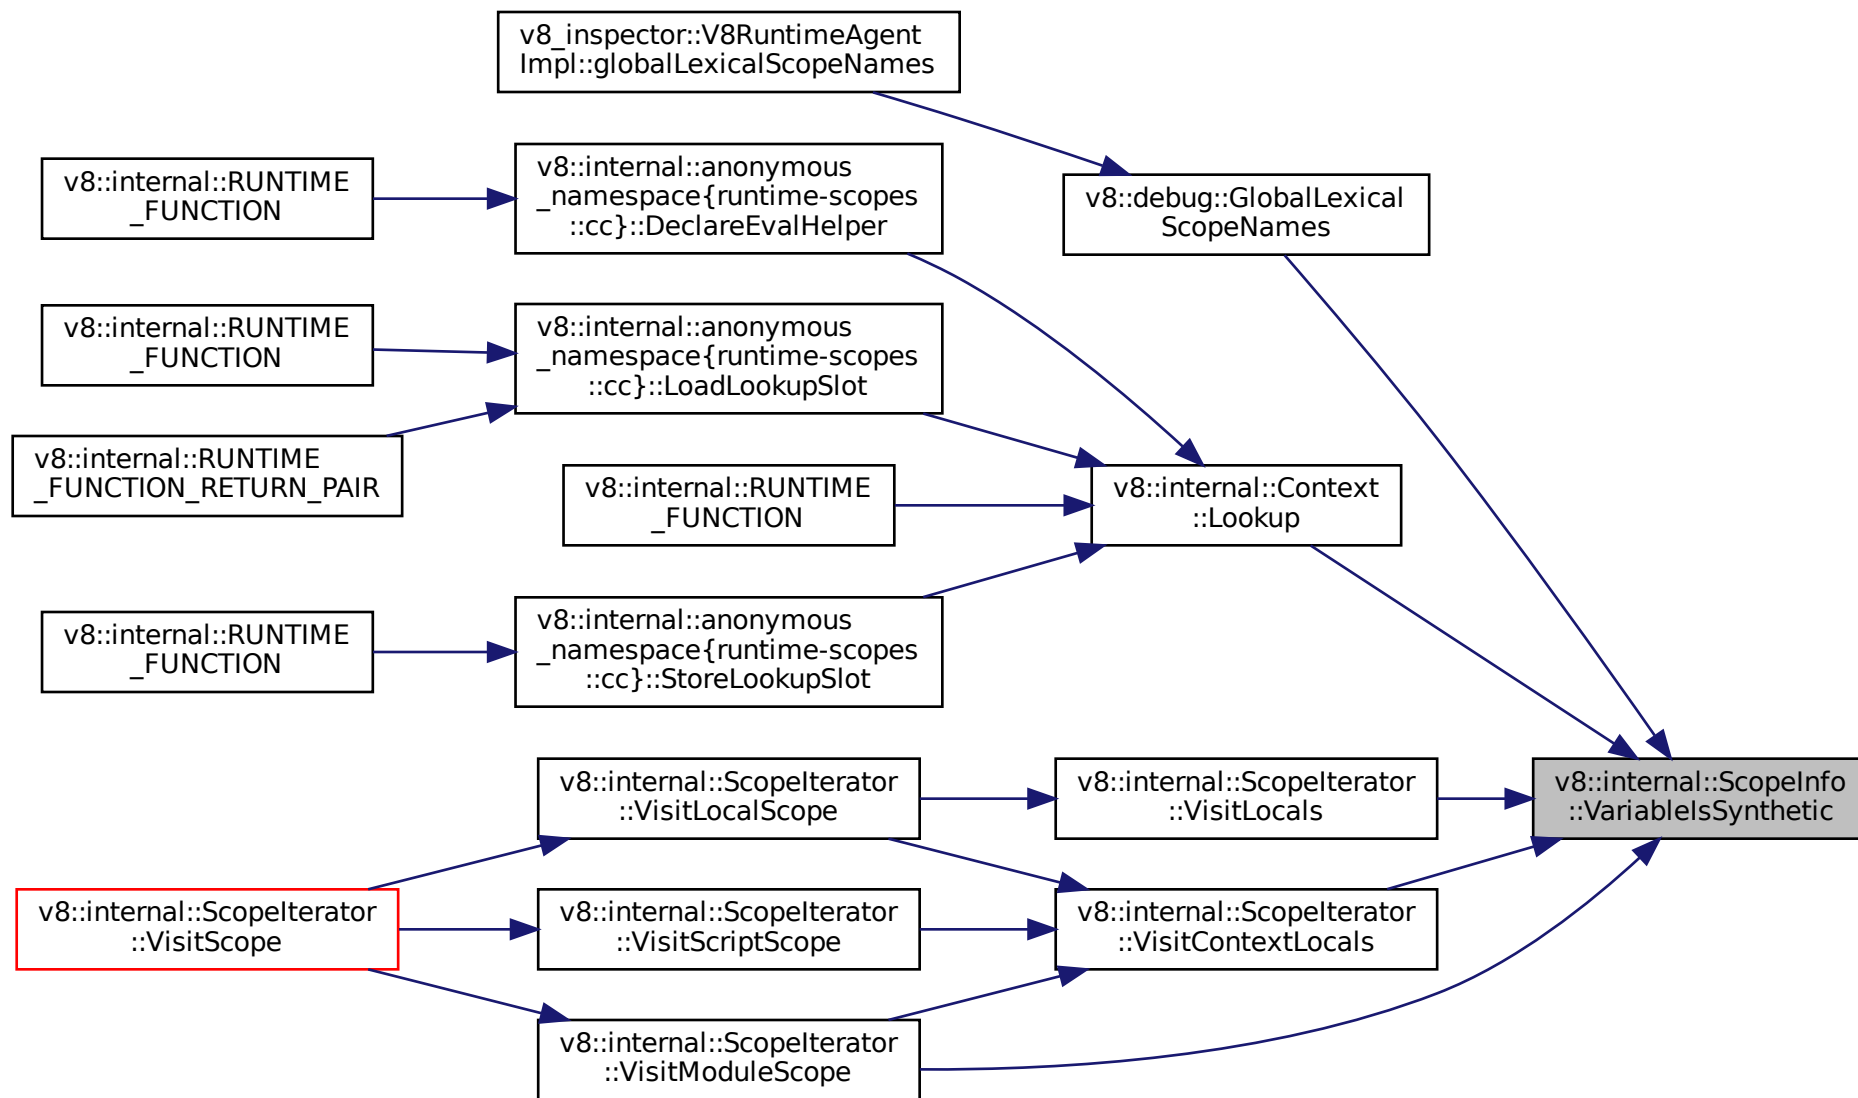 v8_inspector::V8RuntimeAgent
Impl::globalLexicalScopeNames
v8::internal::RUNTIME
_FUNCTION
v8::internal::anonymous
_namespace{runtime-scopes
::cc}::DeclareEvalHelper
v8::debug::GlobalLexical
ScopeNames
v8::internal::RUNTIME
_FUNCTION
v8::internal::anonymous
_namespace{runtime-scopes
::cc}::LoadLookupSlot
v8::internal::RUNTIME
_FUNCTION_RETURN_PAIR
v8::internal::RUNTIME
_FUNCTION
v8::internal::Context
::Lookup
v8::internal::RUNTIME
_FUNCTION
v8::internal::anonymous
_namespace{runtime-scopes
::cc}::StoreLookupSlot
v8::internal::ScopeIterator
::VisitLocalScope
v8::internal::ScopeIterator
::VisitLocals
v8::internal::ScopeInfo
::VariableIsSynthetic
v8::internal::ScopeIterator
::VisitScope
v8::internal::ScopeIterator
::VisitScriptScope
v8::internal::ScopeIterator
::VisitContextLocals
v8::internal::ScopeIterator
::VisitModuleScope